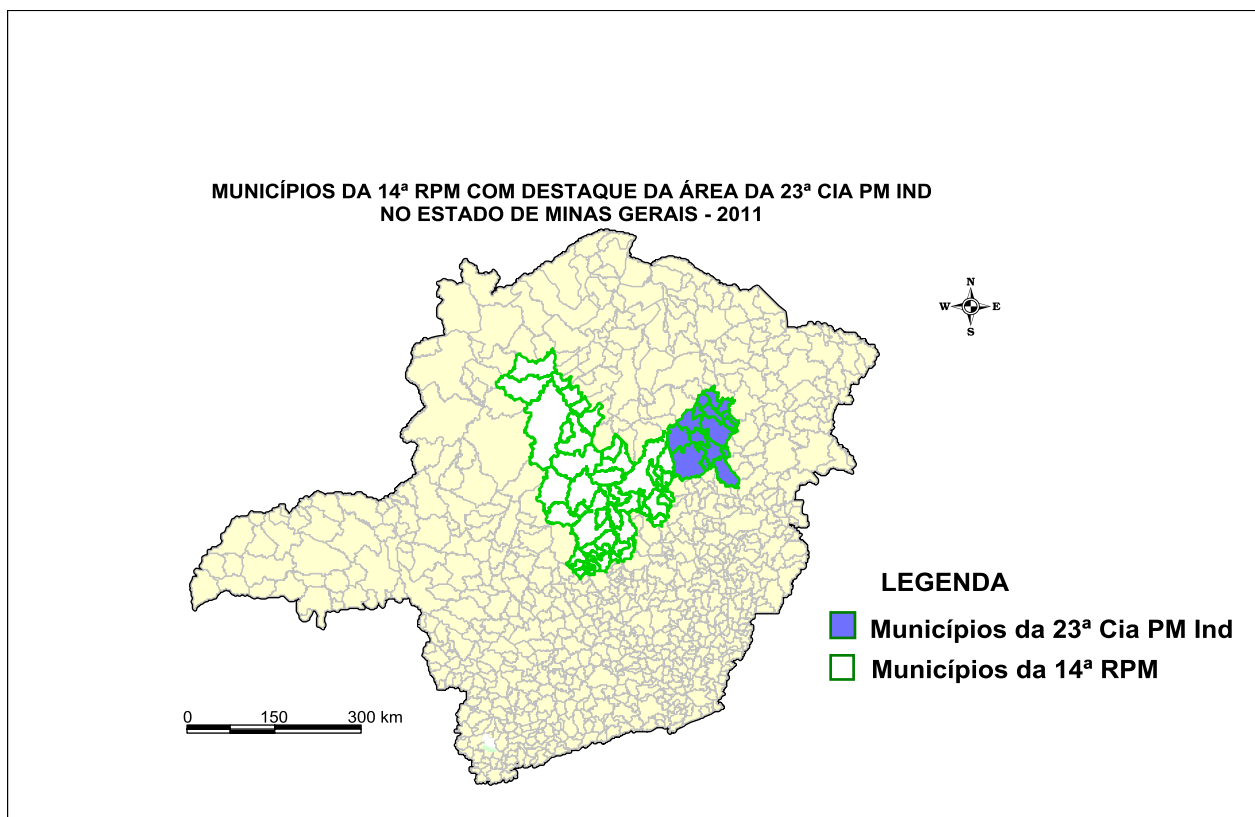 MUNICÍPIOS DA 14ª RPM COM DESTAQUE DA ÁREA DA 23ª CIA PM IND
NO ESTADO DE MINAS GERAIS - 2011
N
W E
S
LEGENDA
Municípios da 23ª Cia PM Ind
Municípios da 14ª RPM
0 150 300 km